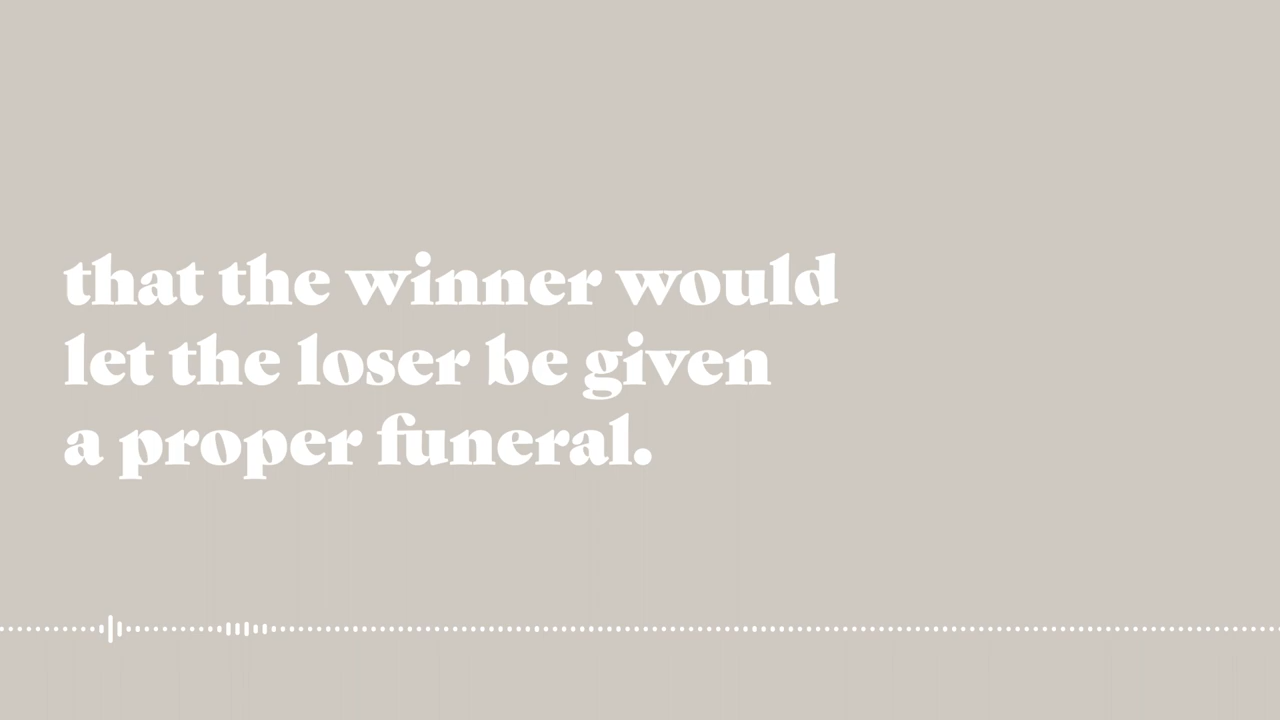 that the winner would
let the loser be given
a proper funeral.